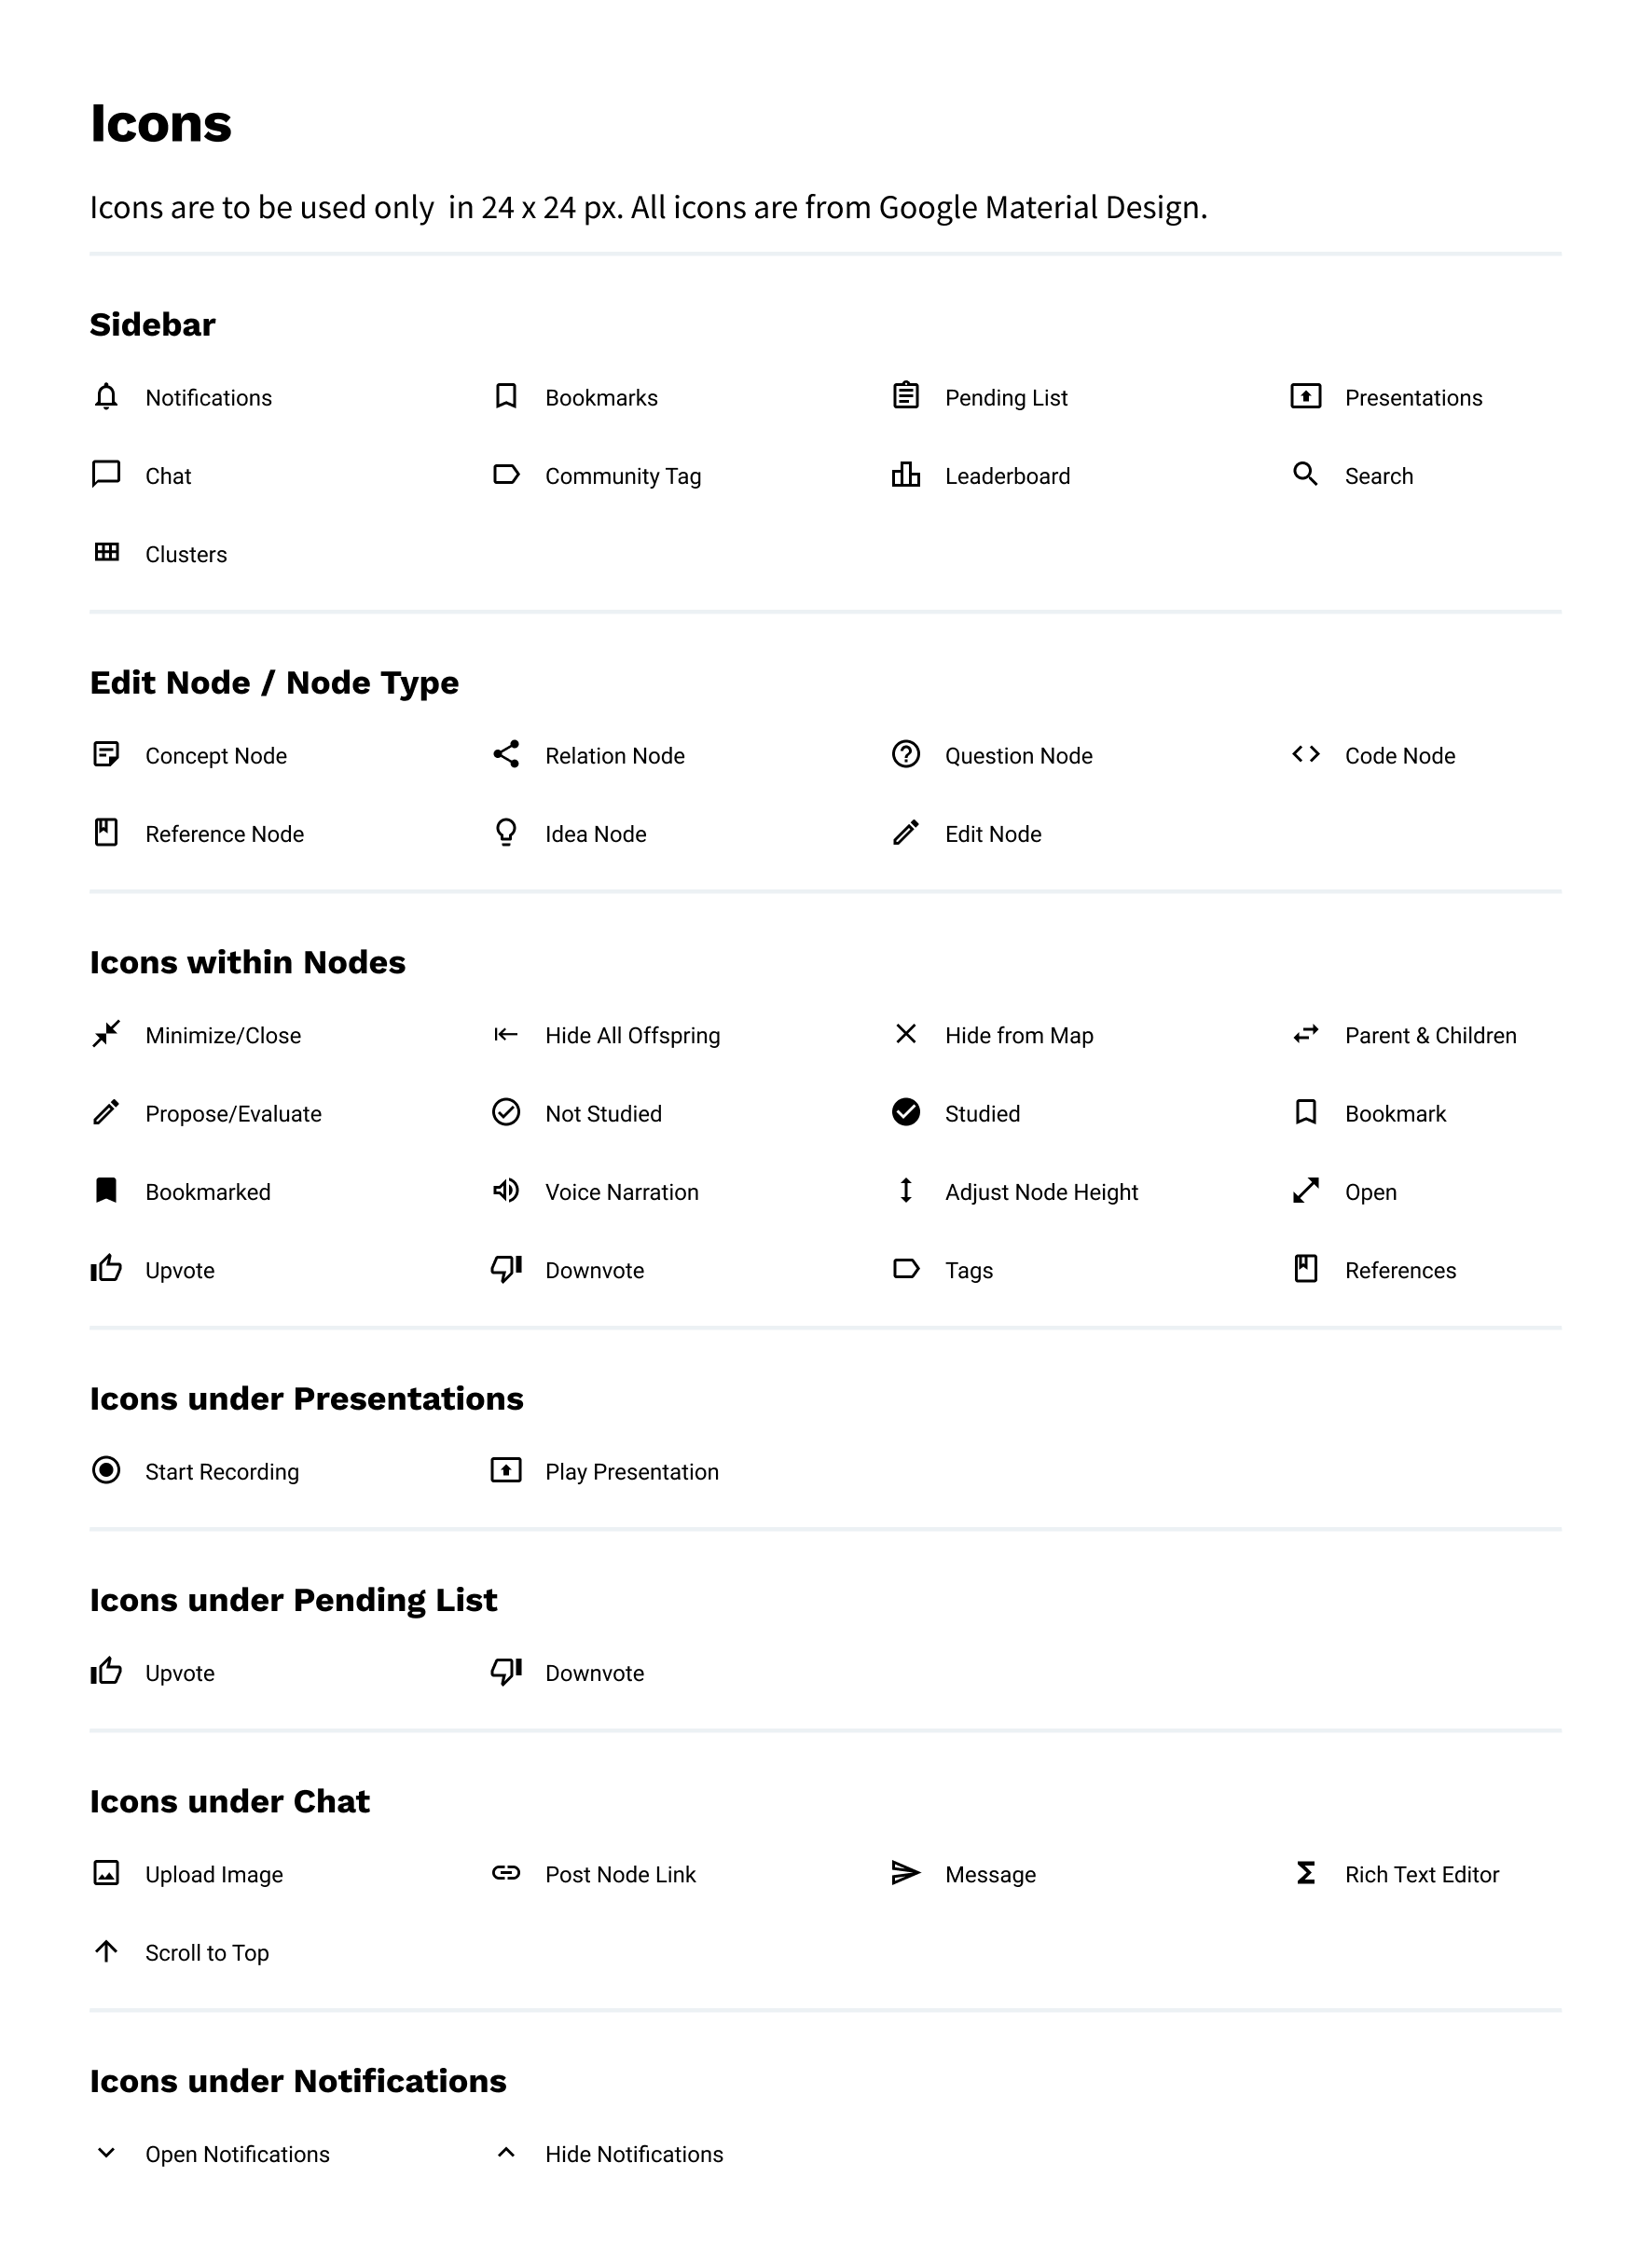 Icons
Icons are to be used only  in 24 x 24 px. All icons are from Google Material Design.
Sidebar
Notifications Bookmarks Pending List Presentations
Chat Community Tag Leaderboard Search
Clusters
Edit Node / Node Type
Concept Node Relation Node Question Node Code Node
Reference Node Idea Node Edit Node
Icons within Nodes
Minimize/Close Hide All Offspring Hide from Map Parent & Children
Propose/Evaluate Not Studied Studied Bookmark
Bookmarked Voice Narration Adjust Node Height Open
Upvote Downvote Tags References
Icons under Presentations
Start Recording Play Presentation
Icons under Pending List
Upvote Downvote
Icons under Chat
Upload Image Post Node Link Message Rich Text Editor
Scroll to Top
Icons under Notifications
Open Notifications Hide Notifications